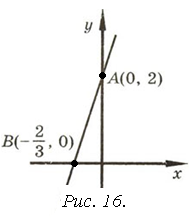 y
A(0, 2)
B(-2/3, 0)
x
Рис. 16.